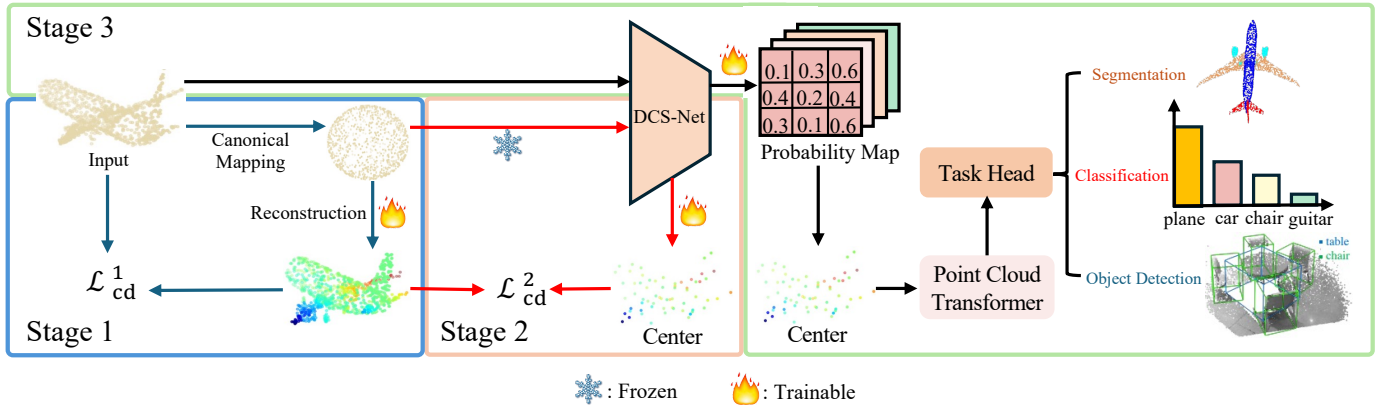 Stage 3
Input
Canonical
Mapping
Reconstruction
ℒ¹cd
Stage 1
DCS-Net
ℒ²cd
Stage 2
Center
0.1 0.3 0.6
0.4 0.2 0.4
0.3 0.1 0.6
Probability Map
Center
Task Head
Point Cloud
Transformer
Segmentation
Classification
plane car chair guitar
Object Detection
table
chair
: Frozen
: Trainable